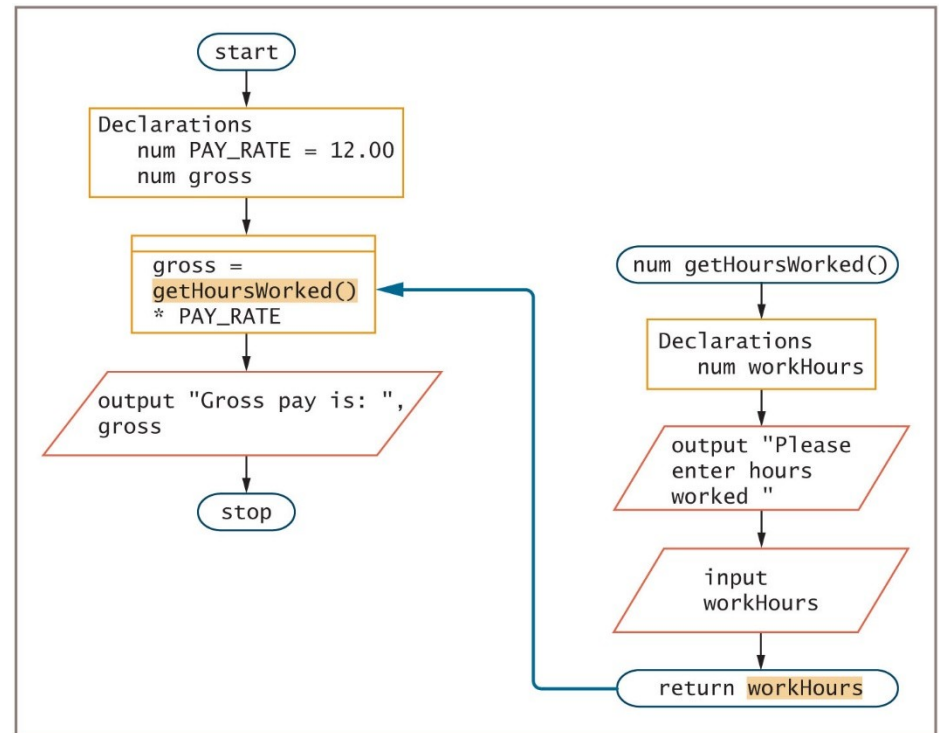 start
Declarations
num PAY_RATE = 12.00
num gross
gross =
getHoursWorked()
* PAY_RATE
output "Gross pay is: ",
gross
stop
num getHoursWorked()
Declarations
num workHours
output "Please
enter hours
worked "
input
workHours
return workHours